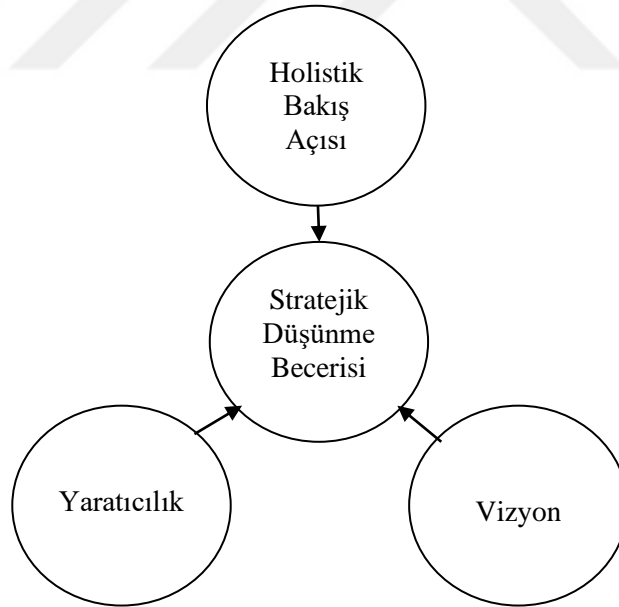 Holistik
Bakış
Açısı
Stratejik
Düşünme
Becerisi
Yaratıcılık
Vizyon